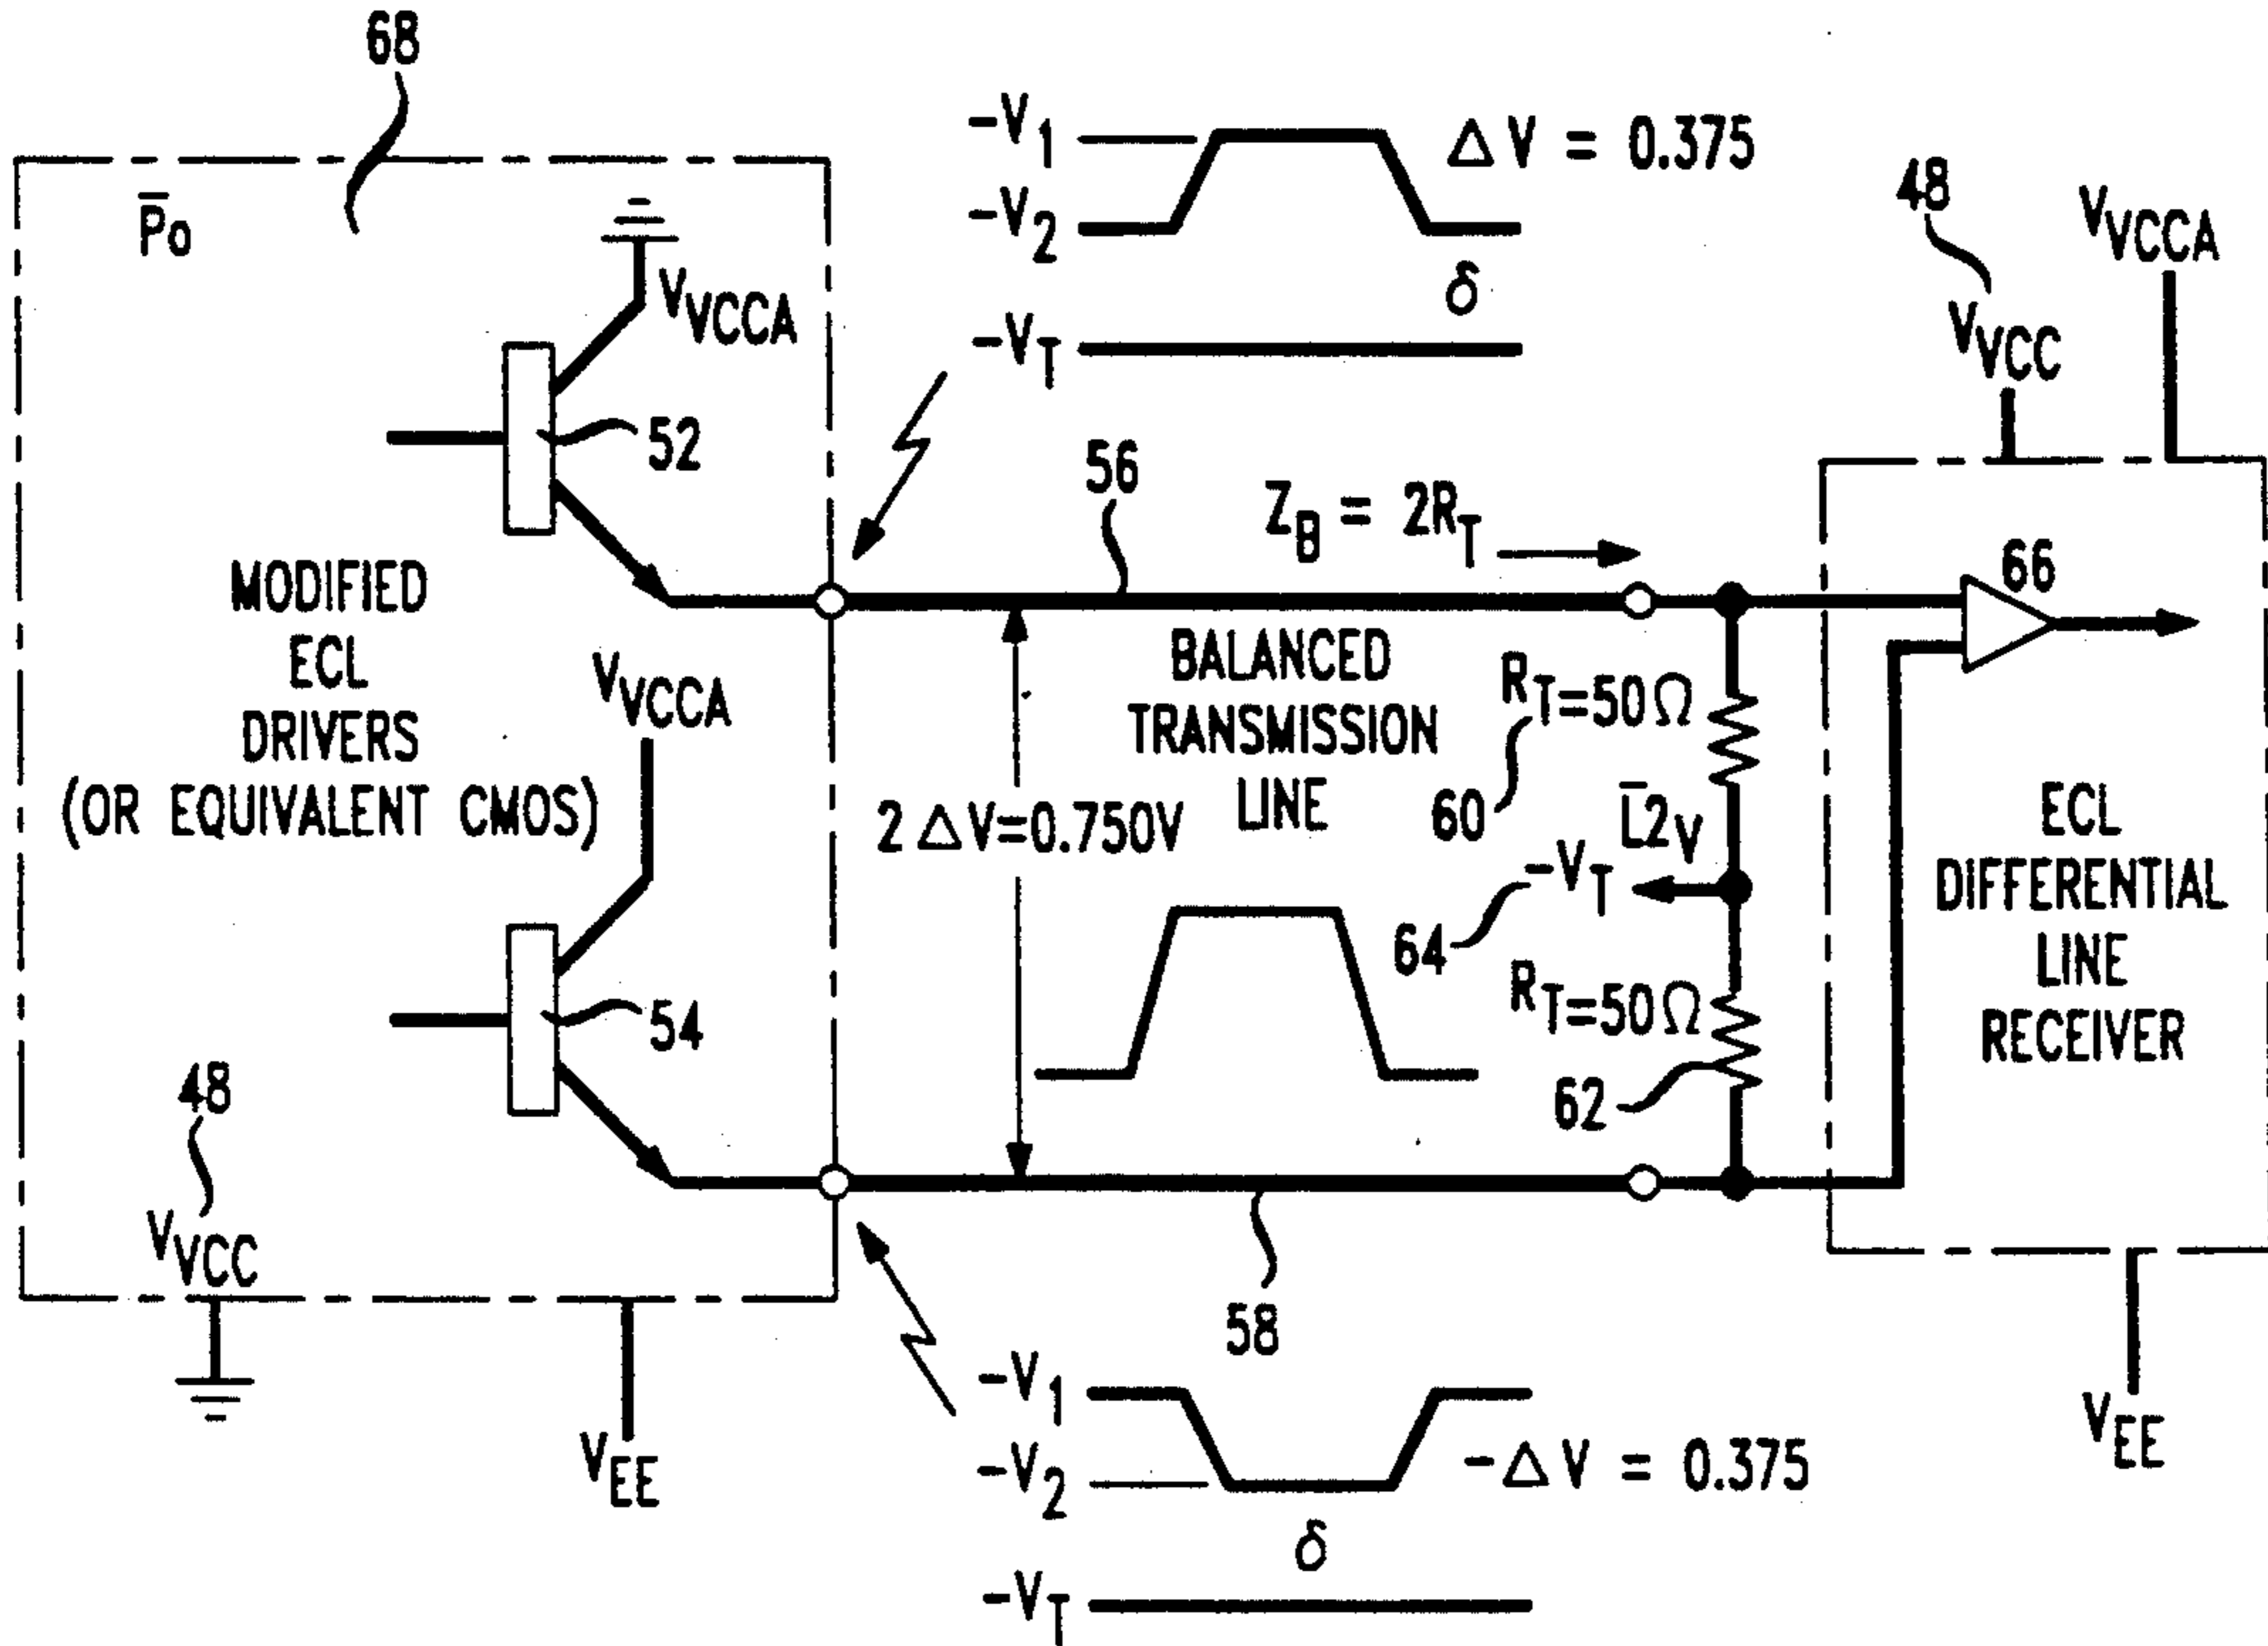 68
P̄o
VVCCA
52
MODIFIED
ECL
DRIVERS
(OR EQUIVALENT CMOS)
VVCCA
54
48
VVCC
VEE
-V1
-V2
ΔV = 0.375
δ
-VT
56
ZB = 2RT
BALANCED
TRANSMISSION
LINE
2ΔV=0.750V
RT=50Ω
60
L̄2V
-VT
64
RT=50Ω
62
58
-V1
-V2
-ΔV = 0.375
δ
-VT
48
VVCC
VVCCA
66
ECL
DIFFERENTIAL
LINE
RECEIVER
VEE